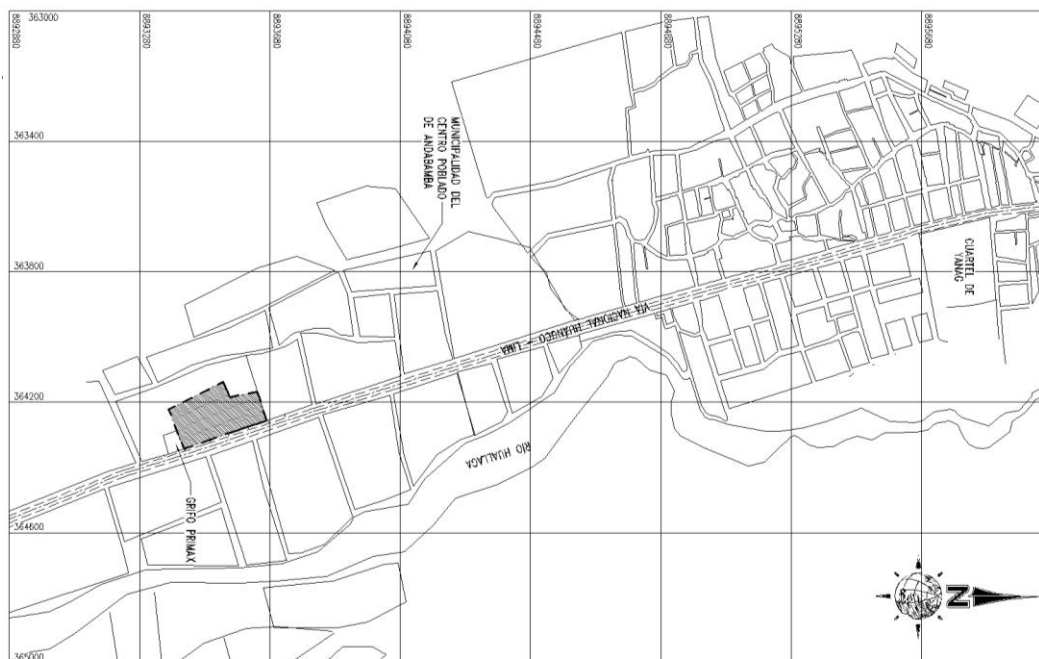 363000
8892880
8893280
8893680
8894080
8894480
8894880
8895280
8895680
363400
MUNICIPALIDAD DEL
CENTRO POBLADO
DE ANDABAMBA
363800
CUARTEL DE
YANAG
VIA NACIONAL HUANUCO - LIMA
364200
RIO HUALLAGA
GRIFO PRIMAX
364600
N
365000